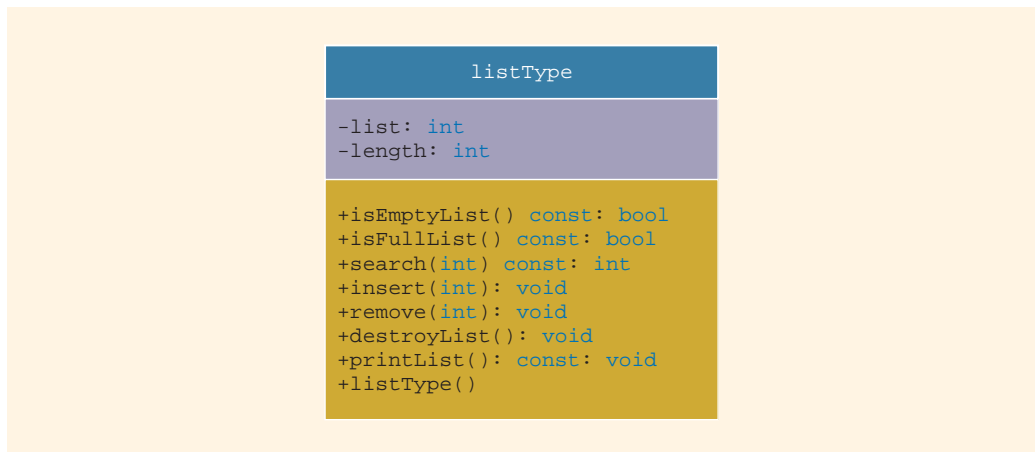 listType
-list: int
-length: int
+isEmptyList() const: bool
+isFullList() const: bool
+search(int) const: int
+insert(int): void
+remove(int): void
+destroyList(): void
+printList(): const: void
+listType()